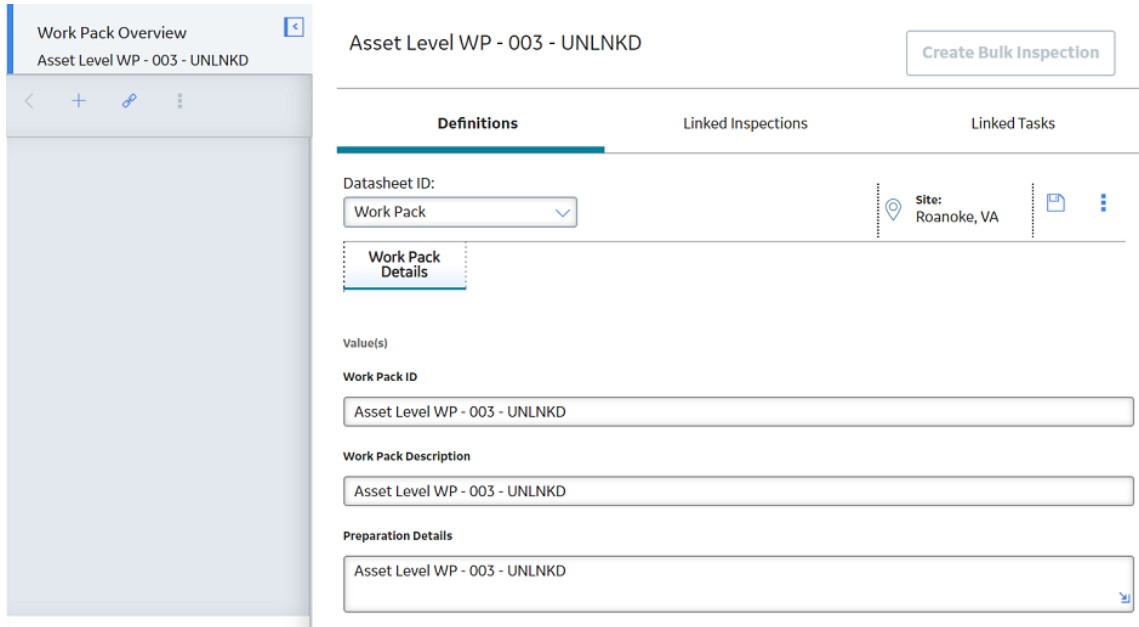 Work Pack Overview
Asset Level WP - 003 - UNLNKD
Asset Level WP - 003 - UNLNKD
Create Bulk Inspection
Definitions
Linked Inspections
Linked Tasks
Datasheet ID:
Work Pack
Site:
Roanoke, VA
Work Pack
Details
Value(s)
Work Pack ID
Asset Level WP - 003 - UNLNKD
Work Pack Description
Asset Level WP - 003 - UNLNKD
Preparation Details
Asset Level WP - 003 - UNLNKD